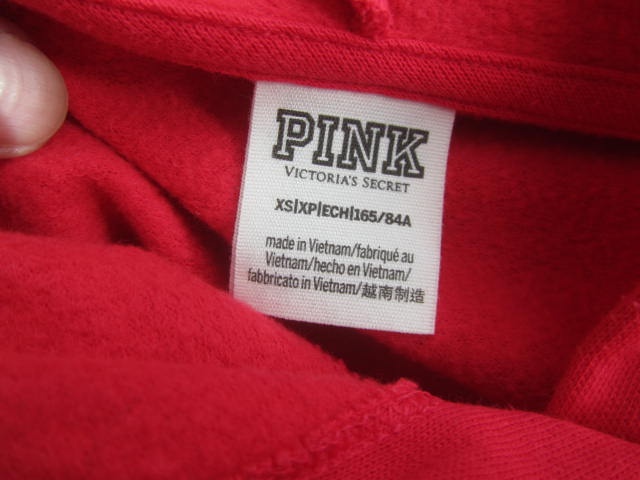 PINK
VICTORIA'S SECRET
XS|XP|ECH|165/84A
made in Vietnam/fabriqué au
Vietnam/hecho en Vietnam/
fabbricato in Vietnam/越南制造